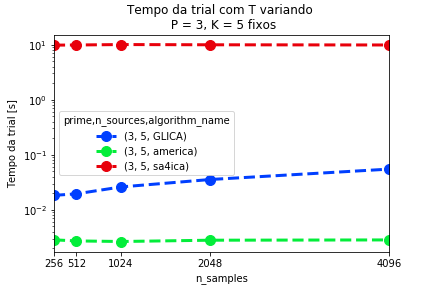 Tempo da trial com T variando
P = 3, K = 5 fixos
Tempo da trial [s]
10¹
10⁰
10⁻¹
10⁻²
prime,n_sources,algorithm_name
(3, 5, GLICA)
(3, 5, america)
(3, 5, sa4ica)
256 512 1024 2048 4096
n_samples